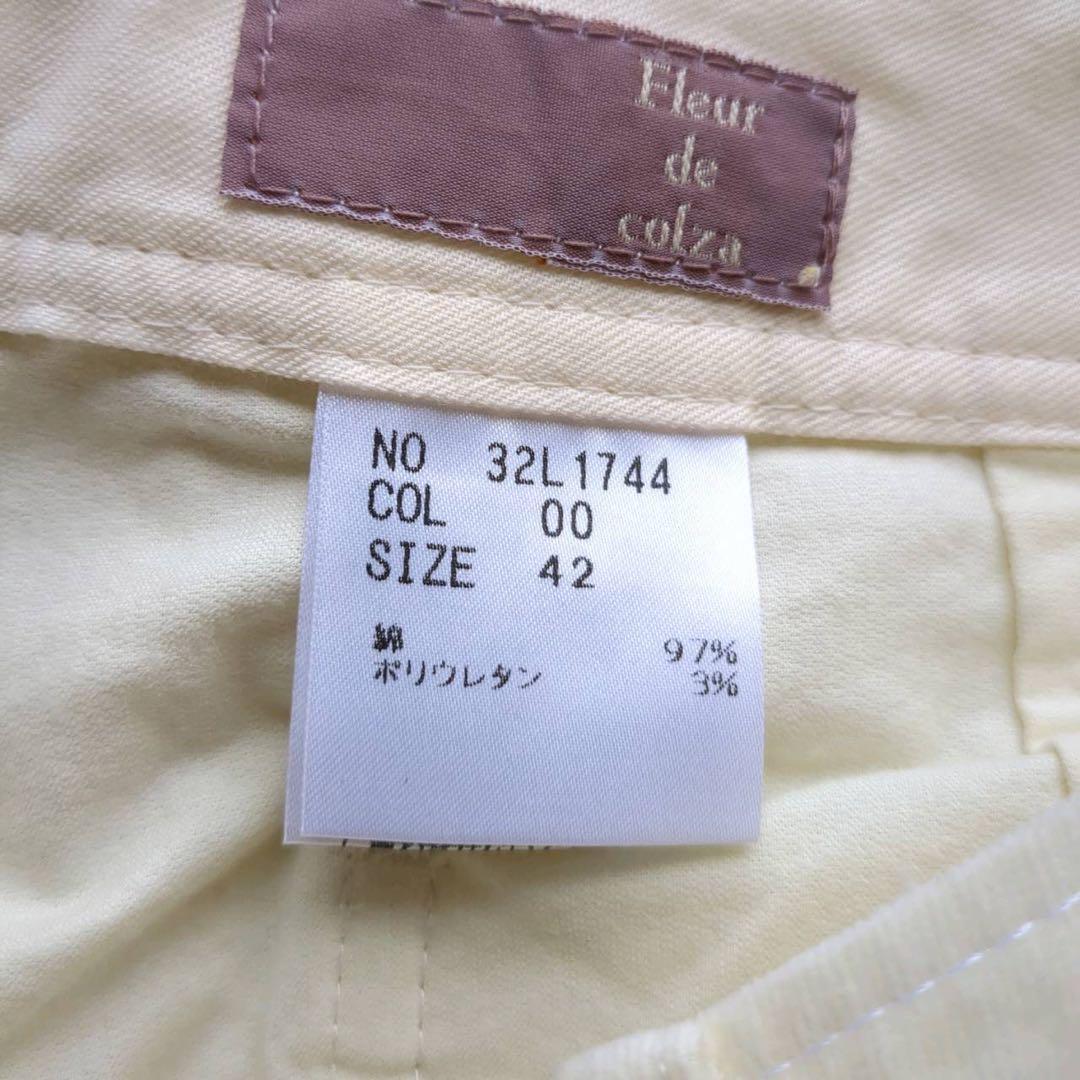 Fleur
de
colza
NO 32L1744
COL 00
SIZE 42
綿 97%
ポリウレタン 3%